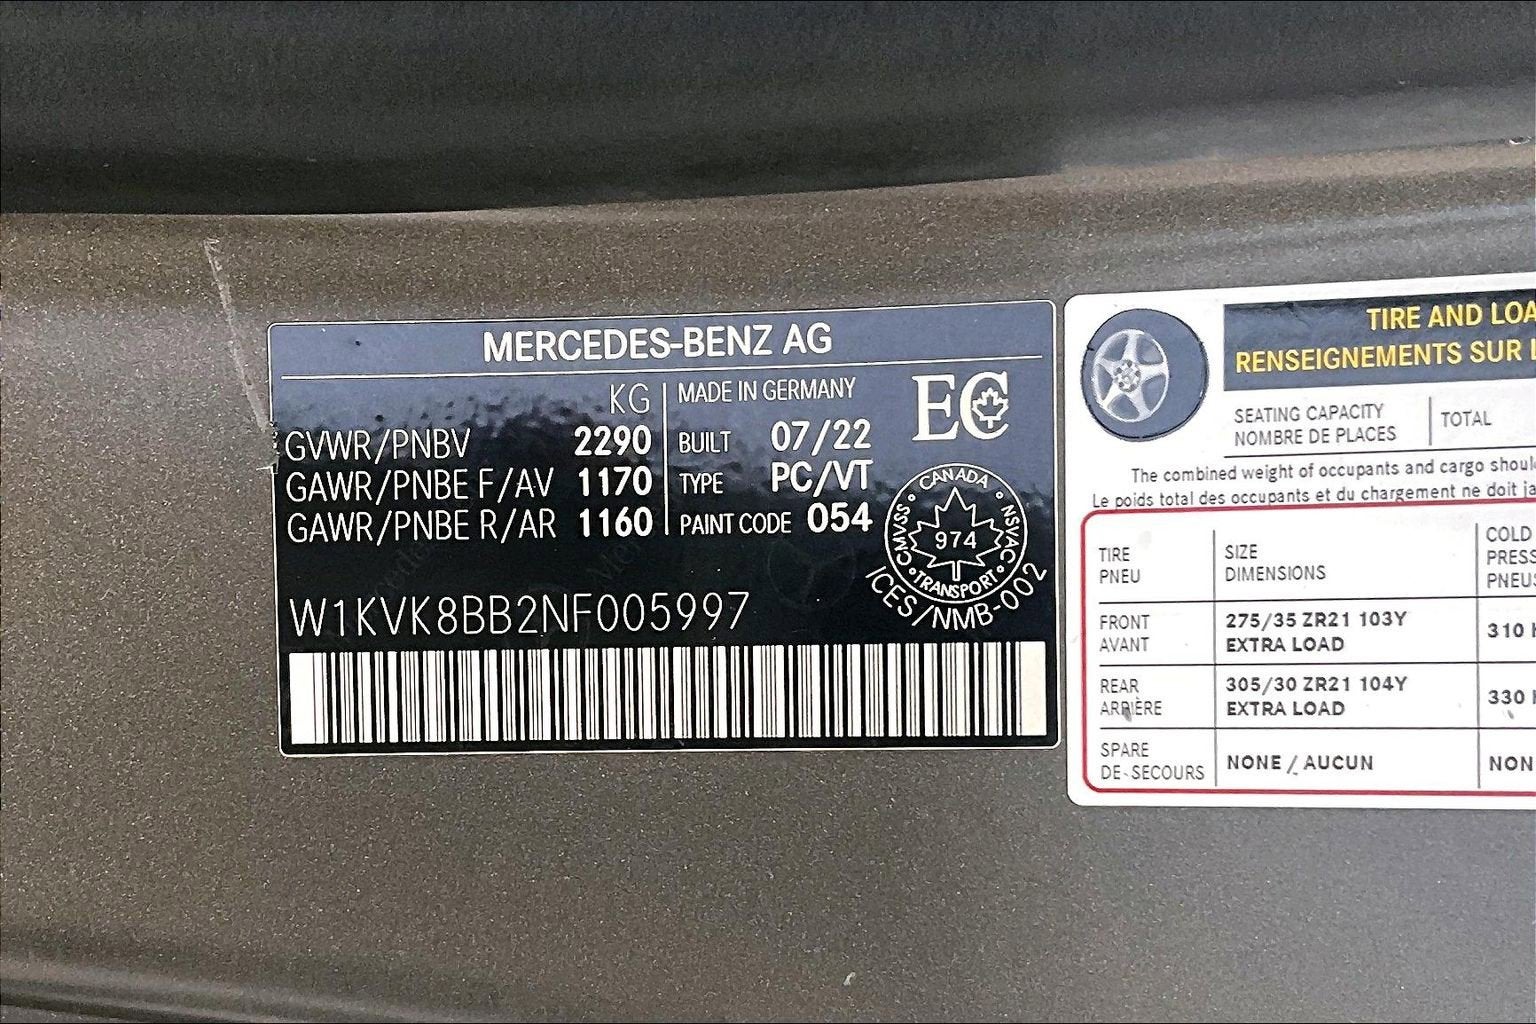 MERCEDES-BENZ AG
KG
GVWR/PNBV 2290
GAWR/PNBE F/AV 1170
GAWR/PNBE R/AR 1160
MADE IN GERMANY
BUILT 07/22
TYPE PC/VT
PAINT CODE 054
EC
CANADA
CMVSS NSVAC
974
TRANSPORT
ICES/NMB-002
W1KVK8BB2NF005997
TIRE AND LOA
RENSEIGNEMENTS SUR L
SEATING CAPACITY
NOMBRE DE PLACES
TOTAL
The combined weight of occupants and cargo shoul
Le poids total des occupants et du chargement ne doit ja
TIRE
PNEU
SIZE
DIMENSIONS
COLD
PRESS
PNEUS
FRONT
AVANT
275/35 ZR21 103Y
EXTRA LOAD
310
REAR
ARRIÈRE
305/30 ZR21 104Y
EXTRA LOAD
330
SPARE
DE SECOURS
NONE / AUCUN
NON